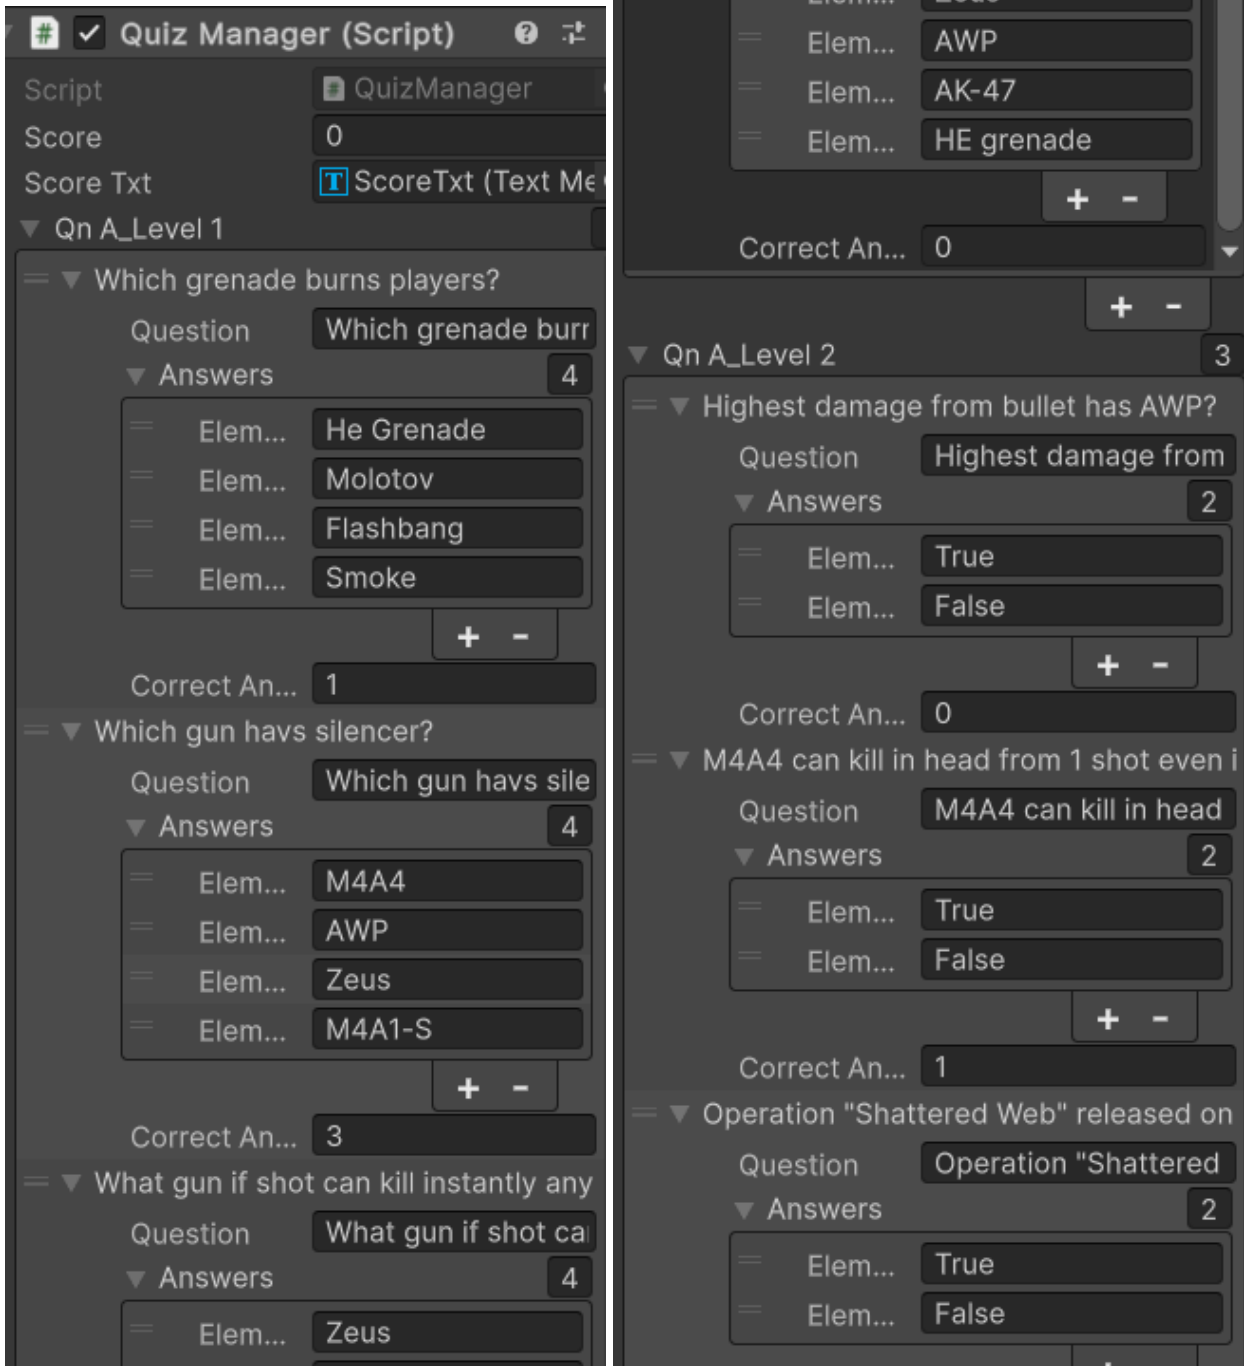 Quiz Manager (Script)
Script QuizManager
Score 0
Score Txt ScoreTxt (Text Me
Qn A_Level 1
Which grenade burns players?
Question Which grenade burr
Answers 4
Elem... He Grenade
Elem... Molotov
Elem... Flashbang
Elem... Smoke
+ -
Correct An... 1
Which gun havs silencer?
Question Which gun havs sile
Answers 4
Elem... M4A4
Elem... AWP
Elem... Zeus
Elem... M4A1-S
+ -
Correct An... 3
What gun if shot can kill instantly any
Question What gun if shot ca
Answers 4
Elem... Zeus
Elem... Zeus
Elem... AWP
Elem... AK-47
Elem... HE grenade
+ -
Correct An... 0
+ -
Qn A_Level 2 3
Highest damage from bullet has AWP?
Question Highest damage from
Answers 2
Elem... True
Elem... False
+ -
Correct An... 0
M4A4 can kill in head from 1 shot even i
Question M4A4 can kill in head
Answers 2
Elem... True
Elem... False
+ -
Correct An... 1
Operation "Shattered Web" released on
Question Operation "Shattered
Answers 2
Elem... True
Elem... False